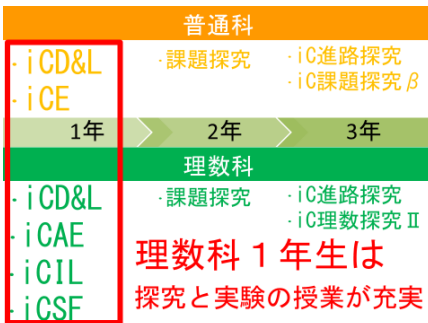 普通科
・iCD&L ・課題探究 ・iC進路探究
・iC課題探究β
・iCE
1年 2年 3年
理数科
・iCD&L ・課題探究 ・iC進路探究
・iC理数探究Ⅱ
・iCAE
・iCIL
・iCSF
理数科1年生は
探究と実験の授業が充実